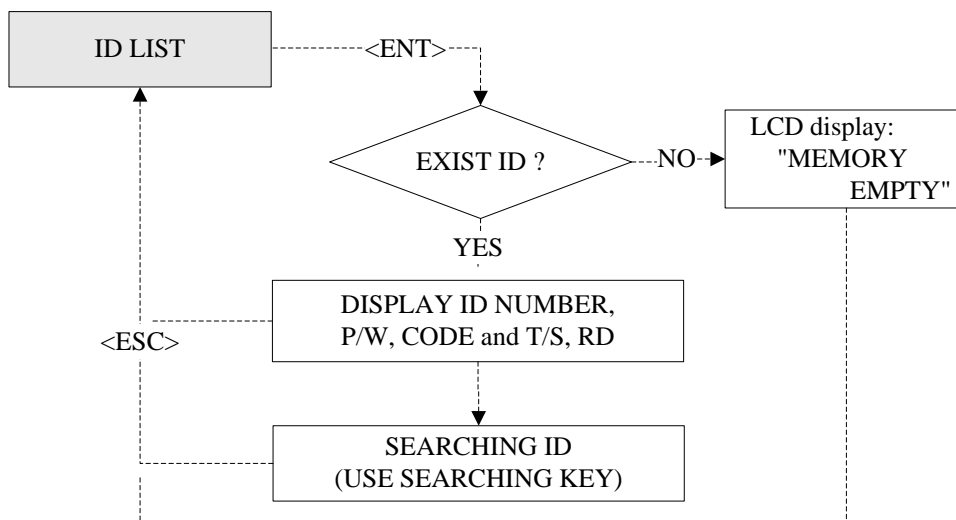 ID LIST
<ENT>
EXIST ID ?
NO
LCD display:
"MEMORY
EMPTY"
YES
DISPLAY ID NUMBER,
P/W, CODE and T/S, RD
<ESC>
SEARCHING ID
(USE SEARCHING KEY)